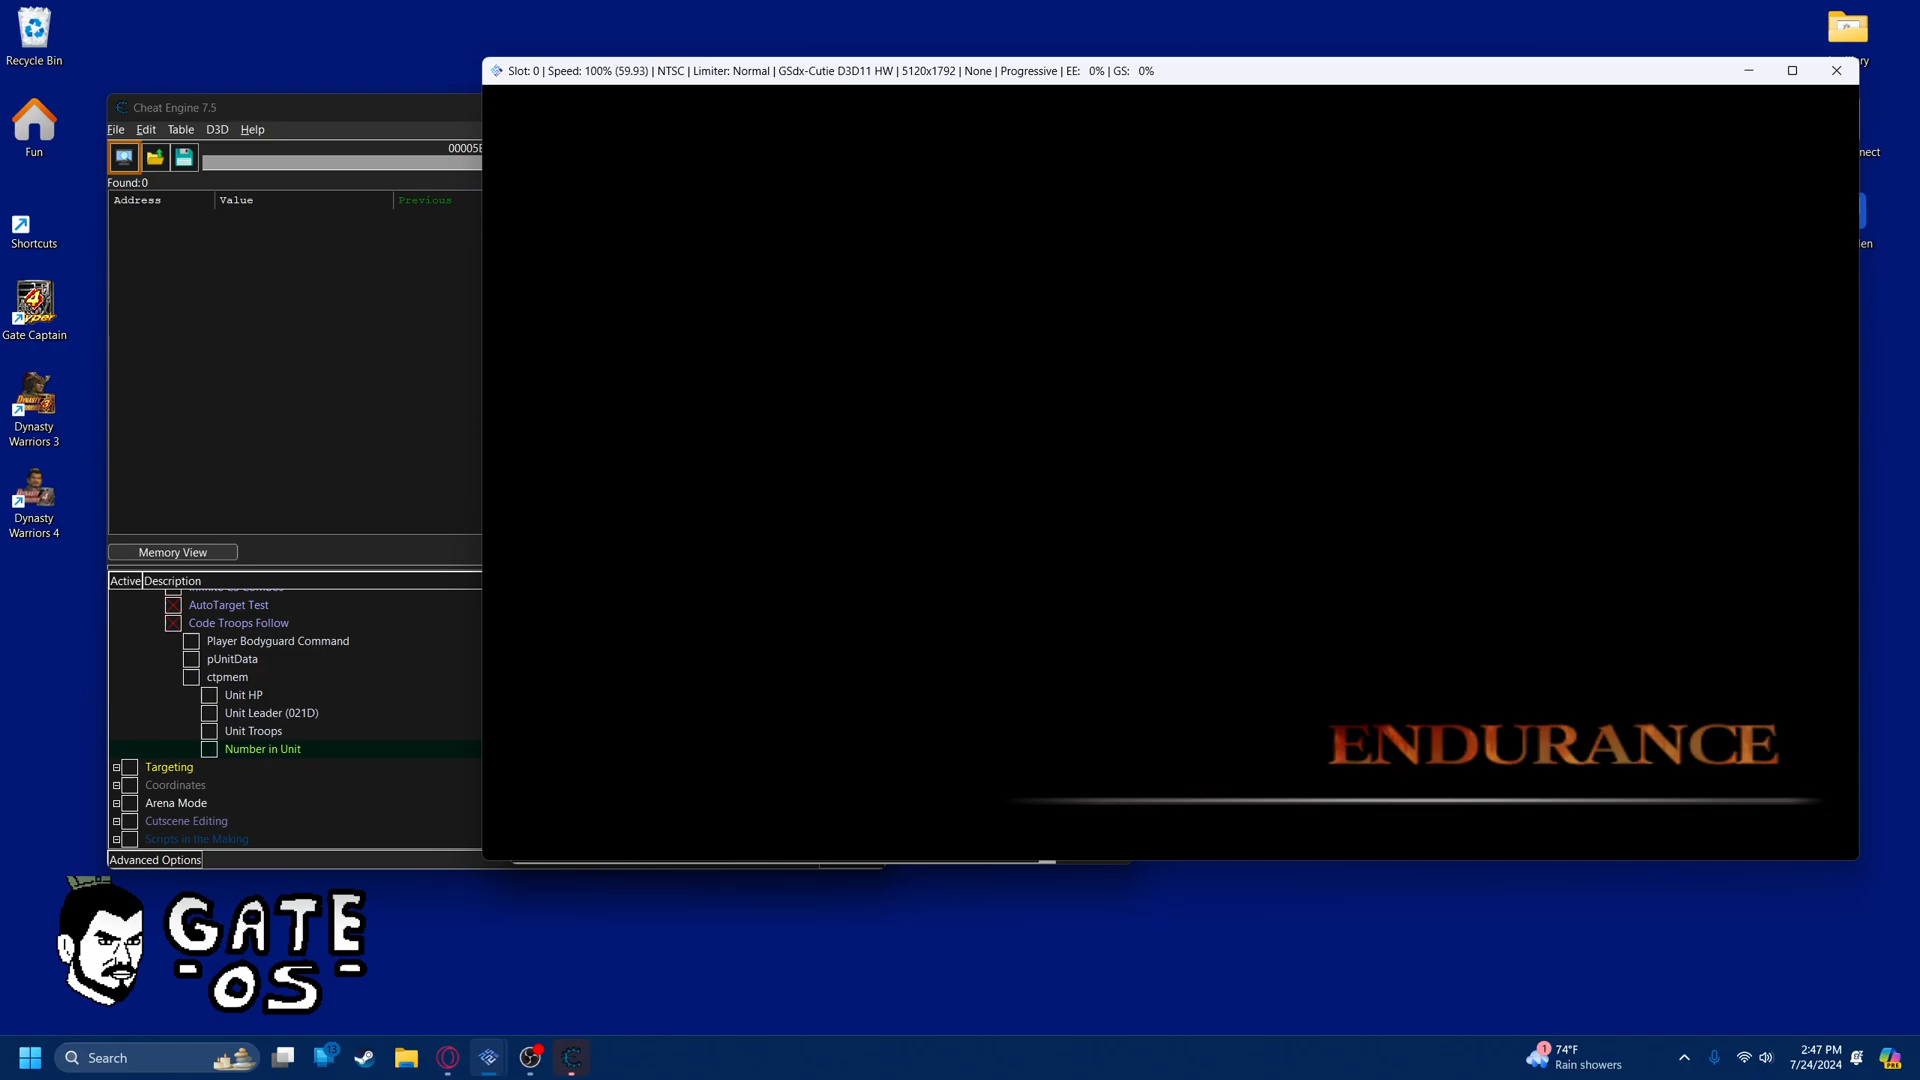 Recycle Bin
Fun
Shortcuts
Gate Captain
Dynasty
Warriors 3
Dynasty
Warriors 4
Cheat Engine 7.5
File Edit Table D3D Help
00005E
Found:0
Address Value Previous
Memory View
Active Description
AutoTarget Test
Code Troops Follow
Player Bodyguard Command
pUnitData
ctpmem
Unit HP
Unit Leader (021D)
Unit Troops
Number in Unit
Targeting
Coordinates
Arena Mode
Cutscene Editing
Scripts in the Making
Advanced Options
Slot: 0 | Speed: 100% (59.93) | NTSC | Limiter: Normal | GSdx-Cutie D3D11 HW | 5120x1792 | None | Progressive | EE: 0% | GS: 0%
ENDURANCE
GATE
-OS-
Search
13
1
74°F
Rain showers
2:47 PM
7/24/2024
PRE